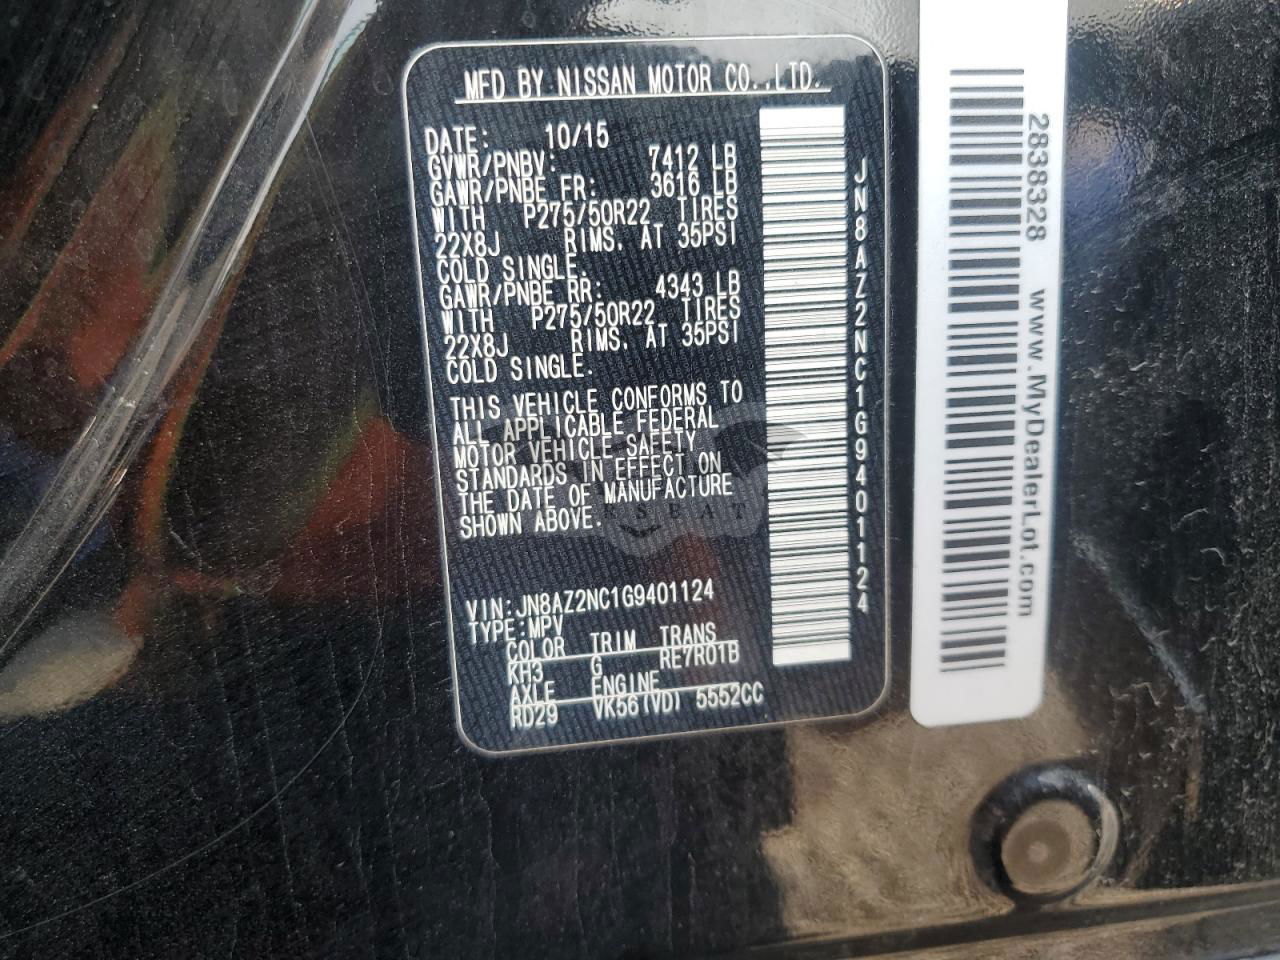 MFD BY NISSAN MOTOR CO.,LTD.
DATE: 10/15
GVWR/PNBV: 7412 LB
GAWR/PNBE FR: 3616 LB
WITH P275/50R22 TIRES
22X8J RIMS. AT 35PSI
COLD SINGLE.
GAWR/PNBE RR: 4343 LB
WITH P275/50R22 TIRES
22X8J RIMS. AT 35PSI
COLD SINGLE.
THIS VEHICLE CONFORMS TO
ALL APPLICABLE FEDERAL
MOTOR VEHICLE SAFETY
STANDARDS IN EFFECT ON
THE DATE OF MANUFACTURE
SHOWN ABOVE.
VIN:JN8AZ2NC1G9401124
TYPE:MPV
COLOR TRIM TRANS
KH3 G RE7R01B
AXLE ENGINE
RD29 VK56(VD) 5552CC
JN8AZ2NC1G9401124
2838328 www.MyDealerLot.com